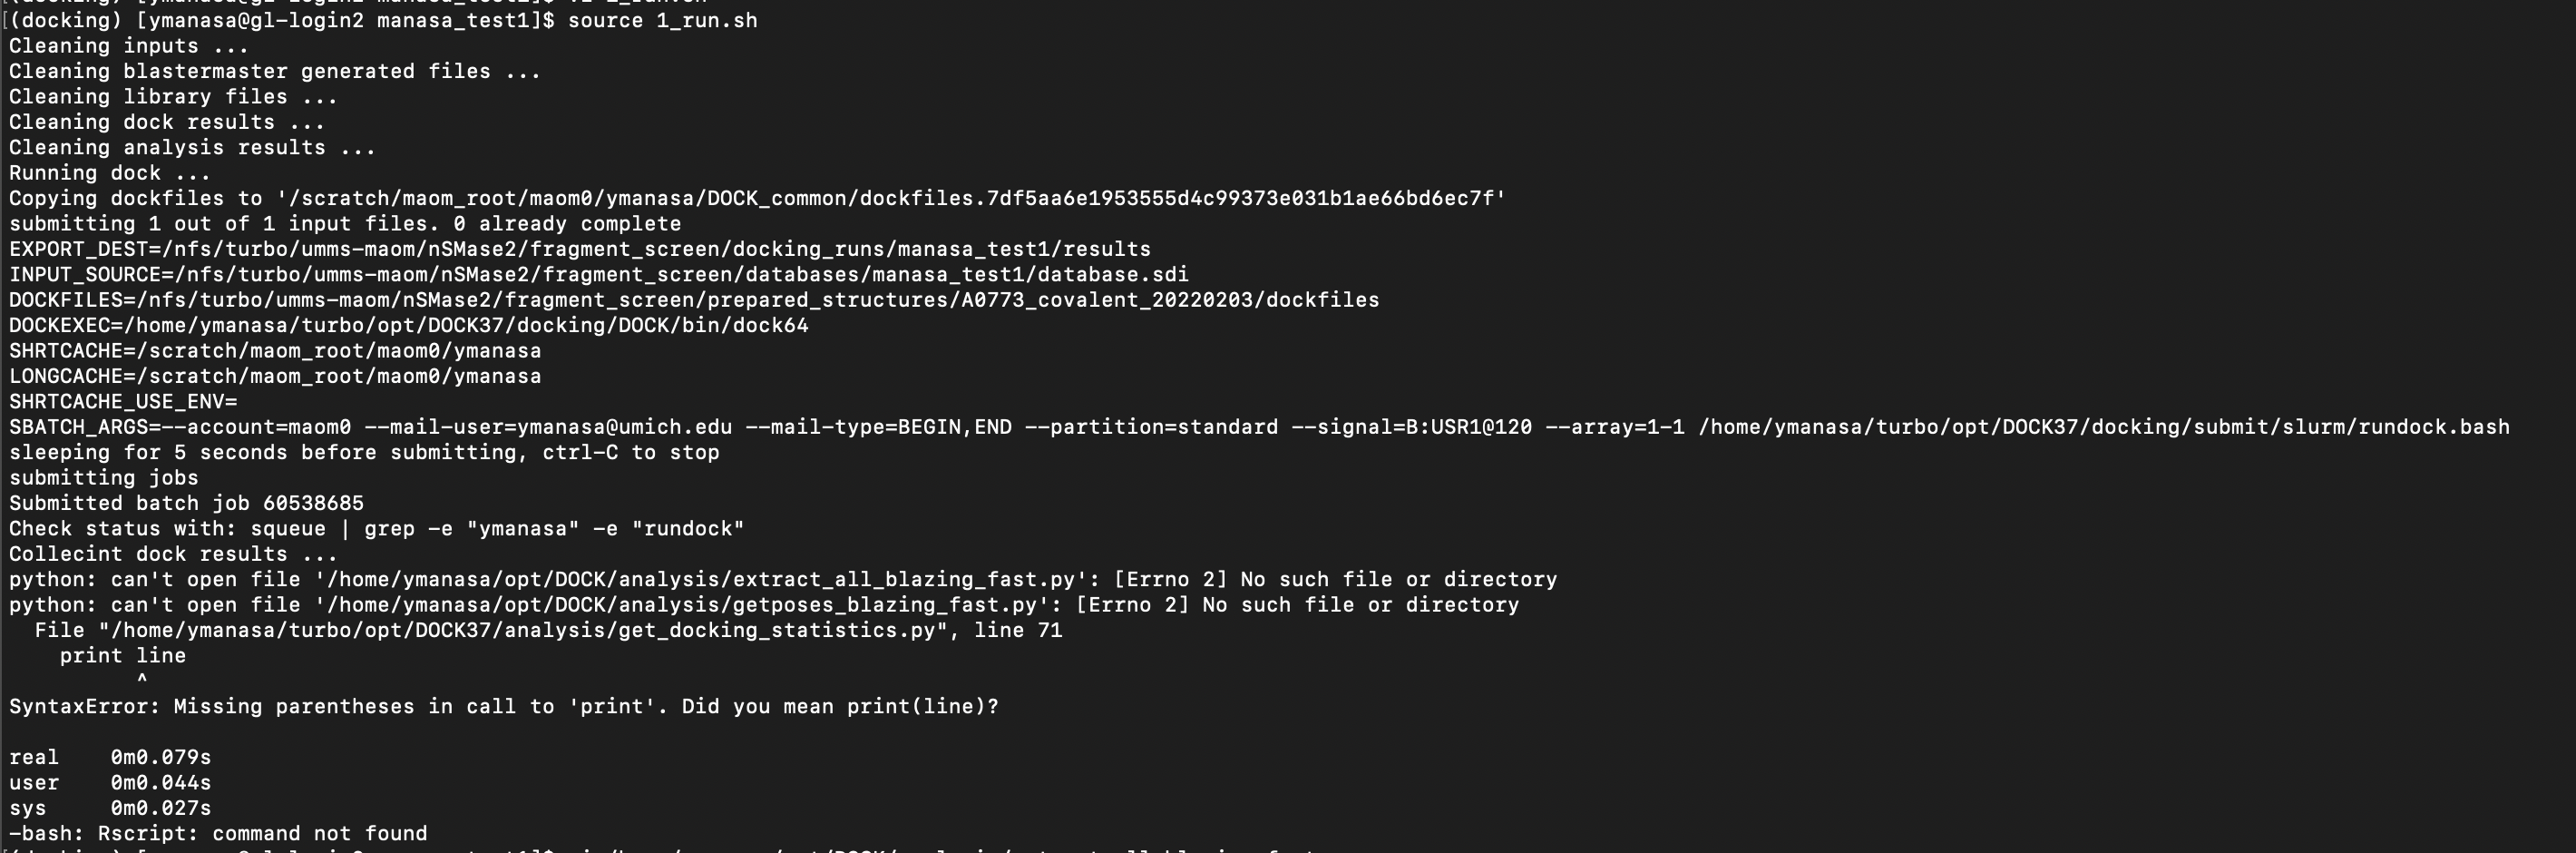 [(docking) [ymanasa@gl-login2 manasa_test1]$ source 1_run.sh
Cleaning inputs ...
Cleaning blastermaster generated files ...
Cleaning library files ...
Cleaning dock results ...
Cleaning analysis results ...
Running dock ...
Copying dockfiles to '/scratch/maom_root/maom0/ymanasa/DOCK_common/dockfiles.7df5aa6e1953555d4c99373e031b1ae66bd6ec7f'
submitting 1 out of 1 input files. 0 already complete
EXPORT_DEST=/nfs/turbo/umms-maom/nSMase2/fragment_screen/docking_runs/manasa_test1/results
INPUT_SOURCE=/nfs/turbo/umms-maom/nSMase2/fragment_screen/databases/manasa_test1/database.sdi
DOCKFILES=/nfs/turbo/umms-maom/nSMase2/fragment_screen/prepared_structures/A0773_covalent_20220203/dockfiles
DOCKEXEC=/home/ymanasa/turbo/opt/DOCK37/docking/DOCK/bin/dock64
SHRTCACHE=/scratch/maom_root/maom0/ymanasa
LONGCACHE=/scratch/maom_root/maom0/ymanasa
SHRTCACHE_USE_ENV=
SBATCH_ARGS=--account=maom0 --mail-user=ymanasa@umich.edu --mail-type=BEGIN,END --partition=standard --signal=B:USR1@120 --array=1-1 /home/ymanasa/turbo/opt/DOCK37/docking/submit/slurm/rundock.bash
sleeping for 5 seconds before submitting, ctrl-C to stop
submitting jobs
Submitted batch job 60538685
Check status with: squeue | grep -e "ymanasa" -e "rundock"
Collecint dock results ...
python: can't open file '/home/ymanasa/opt/DOCK/analysis/extract_all_blazing_fast.py': [Errno 2] No such file or directory
python: can't open file '/home/ymanasa/opt/DOCK/analysis/getposes_blazing_fast.py': [Errno 2] No such file or directory
  File "/home/ymanasa/turbo/opt/DOCK37/analysis/get_docking_statistics.py", line 71
    print line
          ^
SyntaxError: Missing parentheses in call to 'print'. Did you mean print(line)?
real    0m0.079s
user    0m0.044s
sys     0m0.027s
-bash: Rscript: command not found